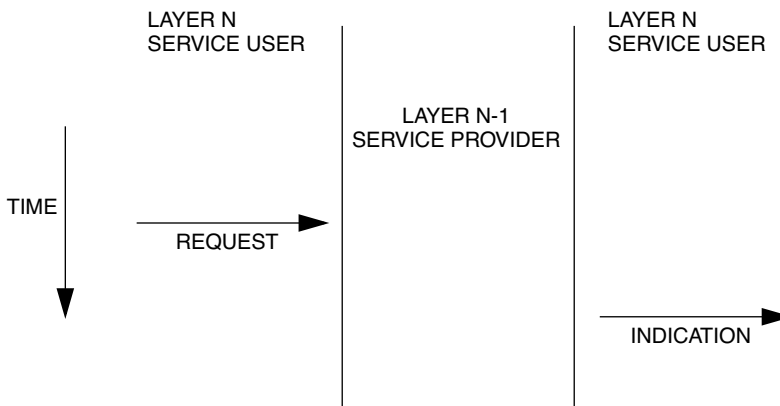 LAYER N
SERVICE USER
LAYER N
SERVICE USER
LAYER N-1
SERVICE PROVIDER
TIME
REQUEST
INDICATION